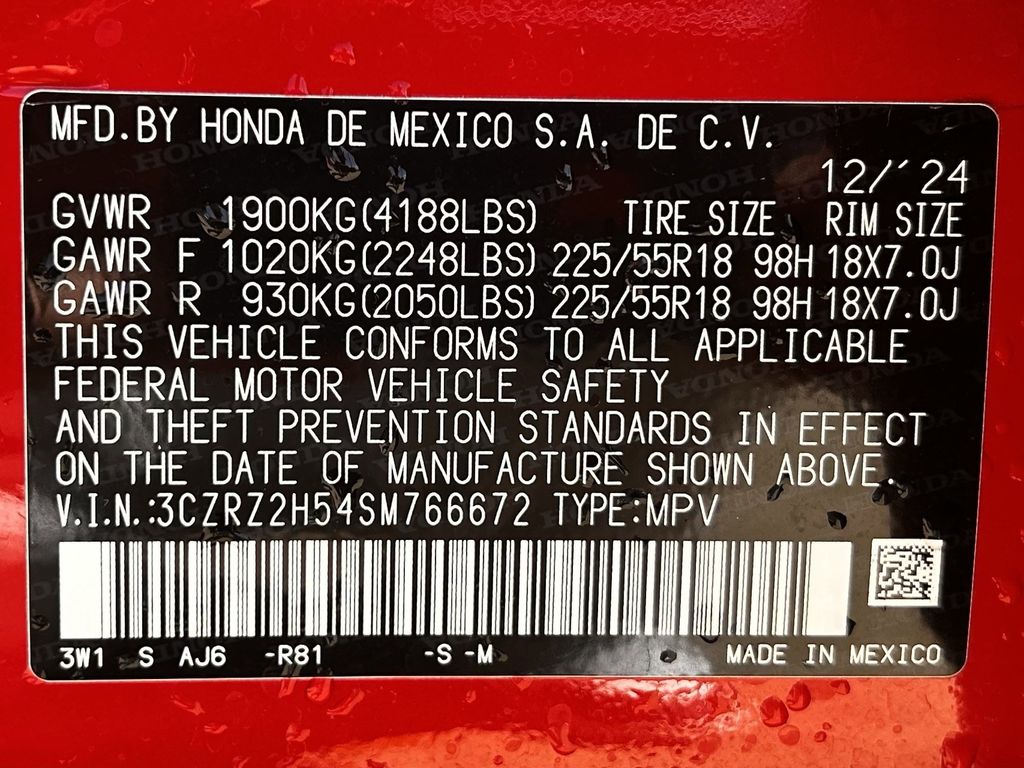 MFD.BY HONDA DE MEXICO S.A. DE C.V.
12/´24
GVWR 1900KG(4188LBS) TIRE SIZE RIM SIZE
GAWR F 1020KG(2248LBS) 225/55R18 98H 18X7.0J
GAWR R 930KG(2050LBS) 225/55R18 98H 18X7.0J
THIS VEHICLE CONFORMS TO ALL APPLICABLE
FEDERAL MOTOR VEHICLE SAFETY
AND THEFT PREVENTION STANDARDS IN EFFECT
ON THE DATE OF MANUFACTURE SHOWN ABOVE.
V.I.N.:3CZRZ2H54SM766672 TYPE:MPV
3W1 S AJ6 -R81 -S -M MADE IN MEXICO